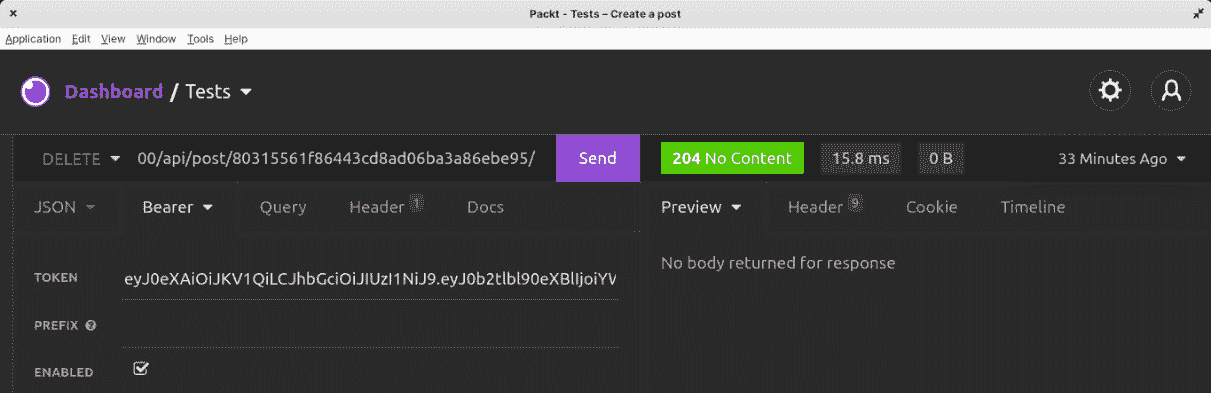 Packt - Tests – Create a post
Application Edit View Window Tools Help
Dashboard / Tests
DELETE 00/api/post/80315561f86443cd8ad06ba3a86ebe95/ Send 204 No Content 15.8 ms 0 B 33 Minutes Ago
JSON Bearer Query Header 1 Docs Preview Header 9 Cookie Timeline
TOKEN eyJ0eXAiOiJKV1QiLCJhbGciOiJIUzI1NiJ9.eyJ0b2tlbl90eXBlIjoiYW
No body returned for response
PREFIX
ENABLED